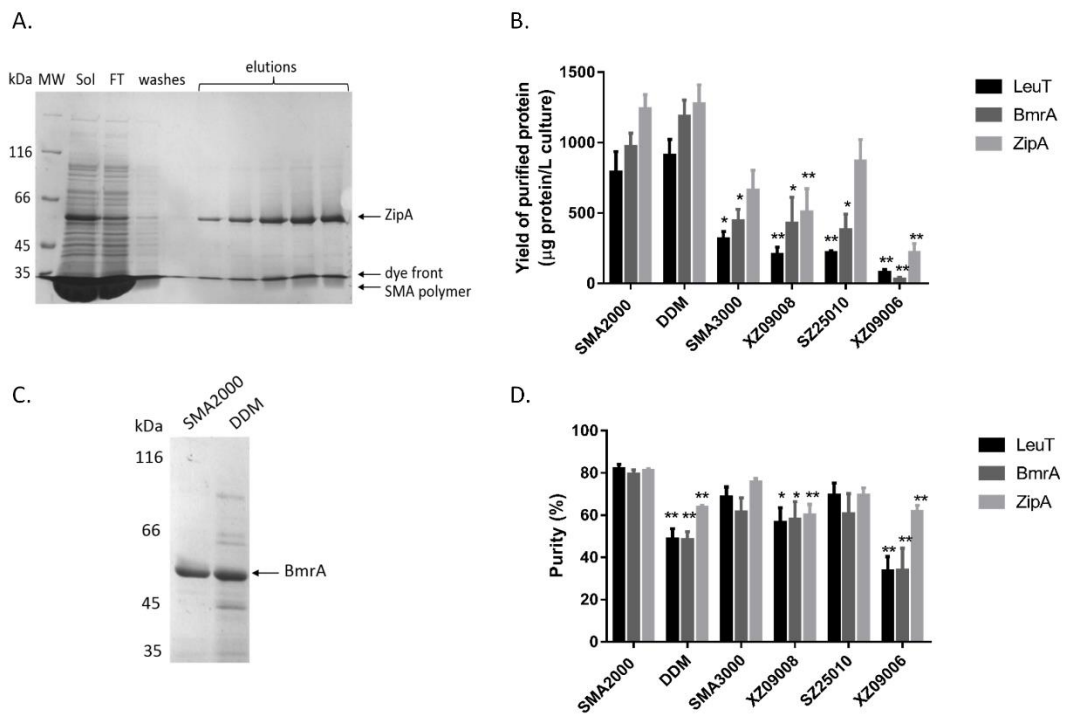 A.
elutions
kDa MW Sol FT washes
116
66
45
35
ZipA
dye front
SMA polymer
B.
Yield of purified protein
(µg protein/L culture)
1500
1000
500
0
* * ** * ** ** * ** ** **
SMA2000 DDM SMA3000 XZ09008 SZ25010 XZ09006
LeuT
BmrA
ZipA
C.
SMA2000 DDM
kDa
116
66
45
35
BmrA
D.
Purity (%)
100
80
60
40
20
0
** ** ** * * ** ** ** **
SMA2000 DDM SMA3000 XZ09008 SZ25010 XZ09006
LeuT
BmrA
ZipA